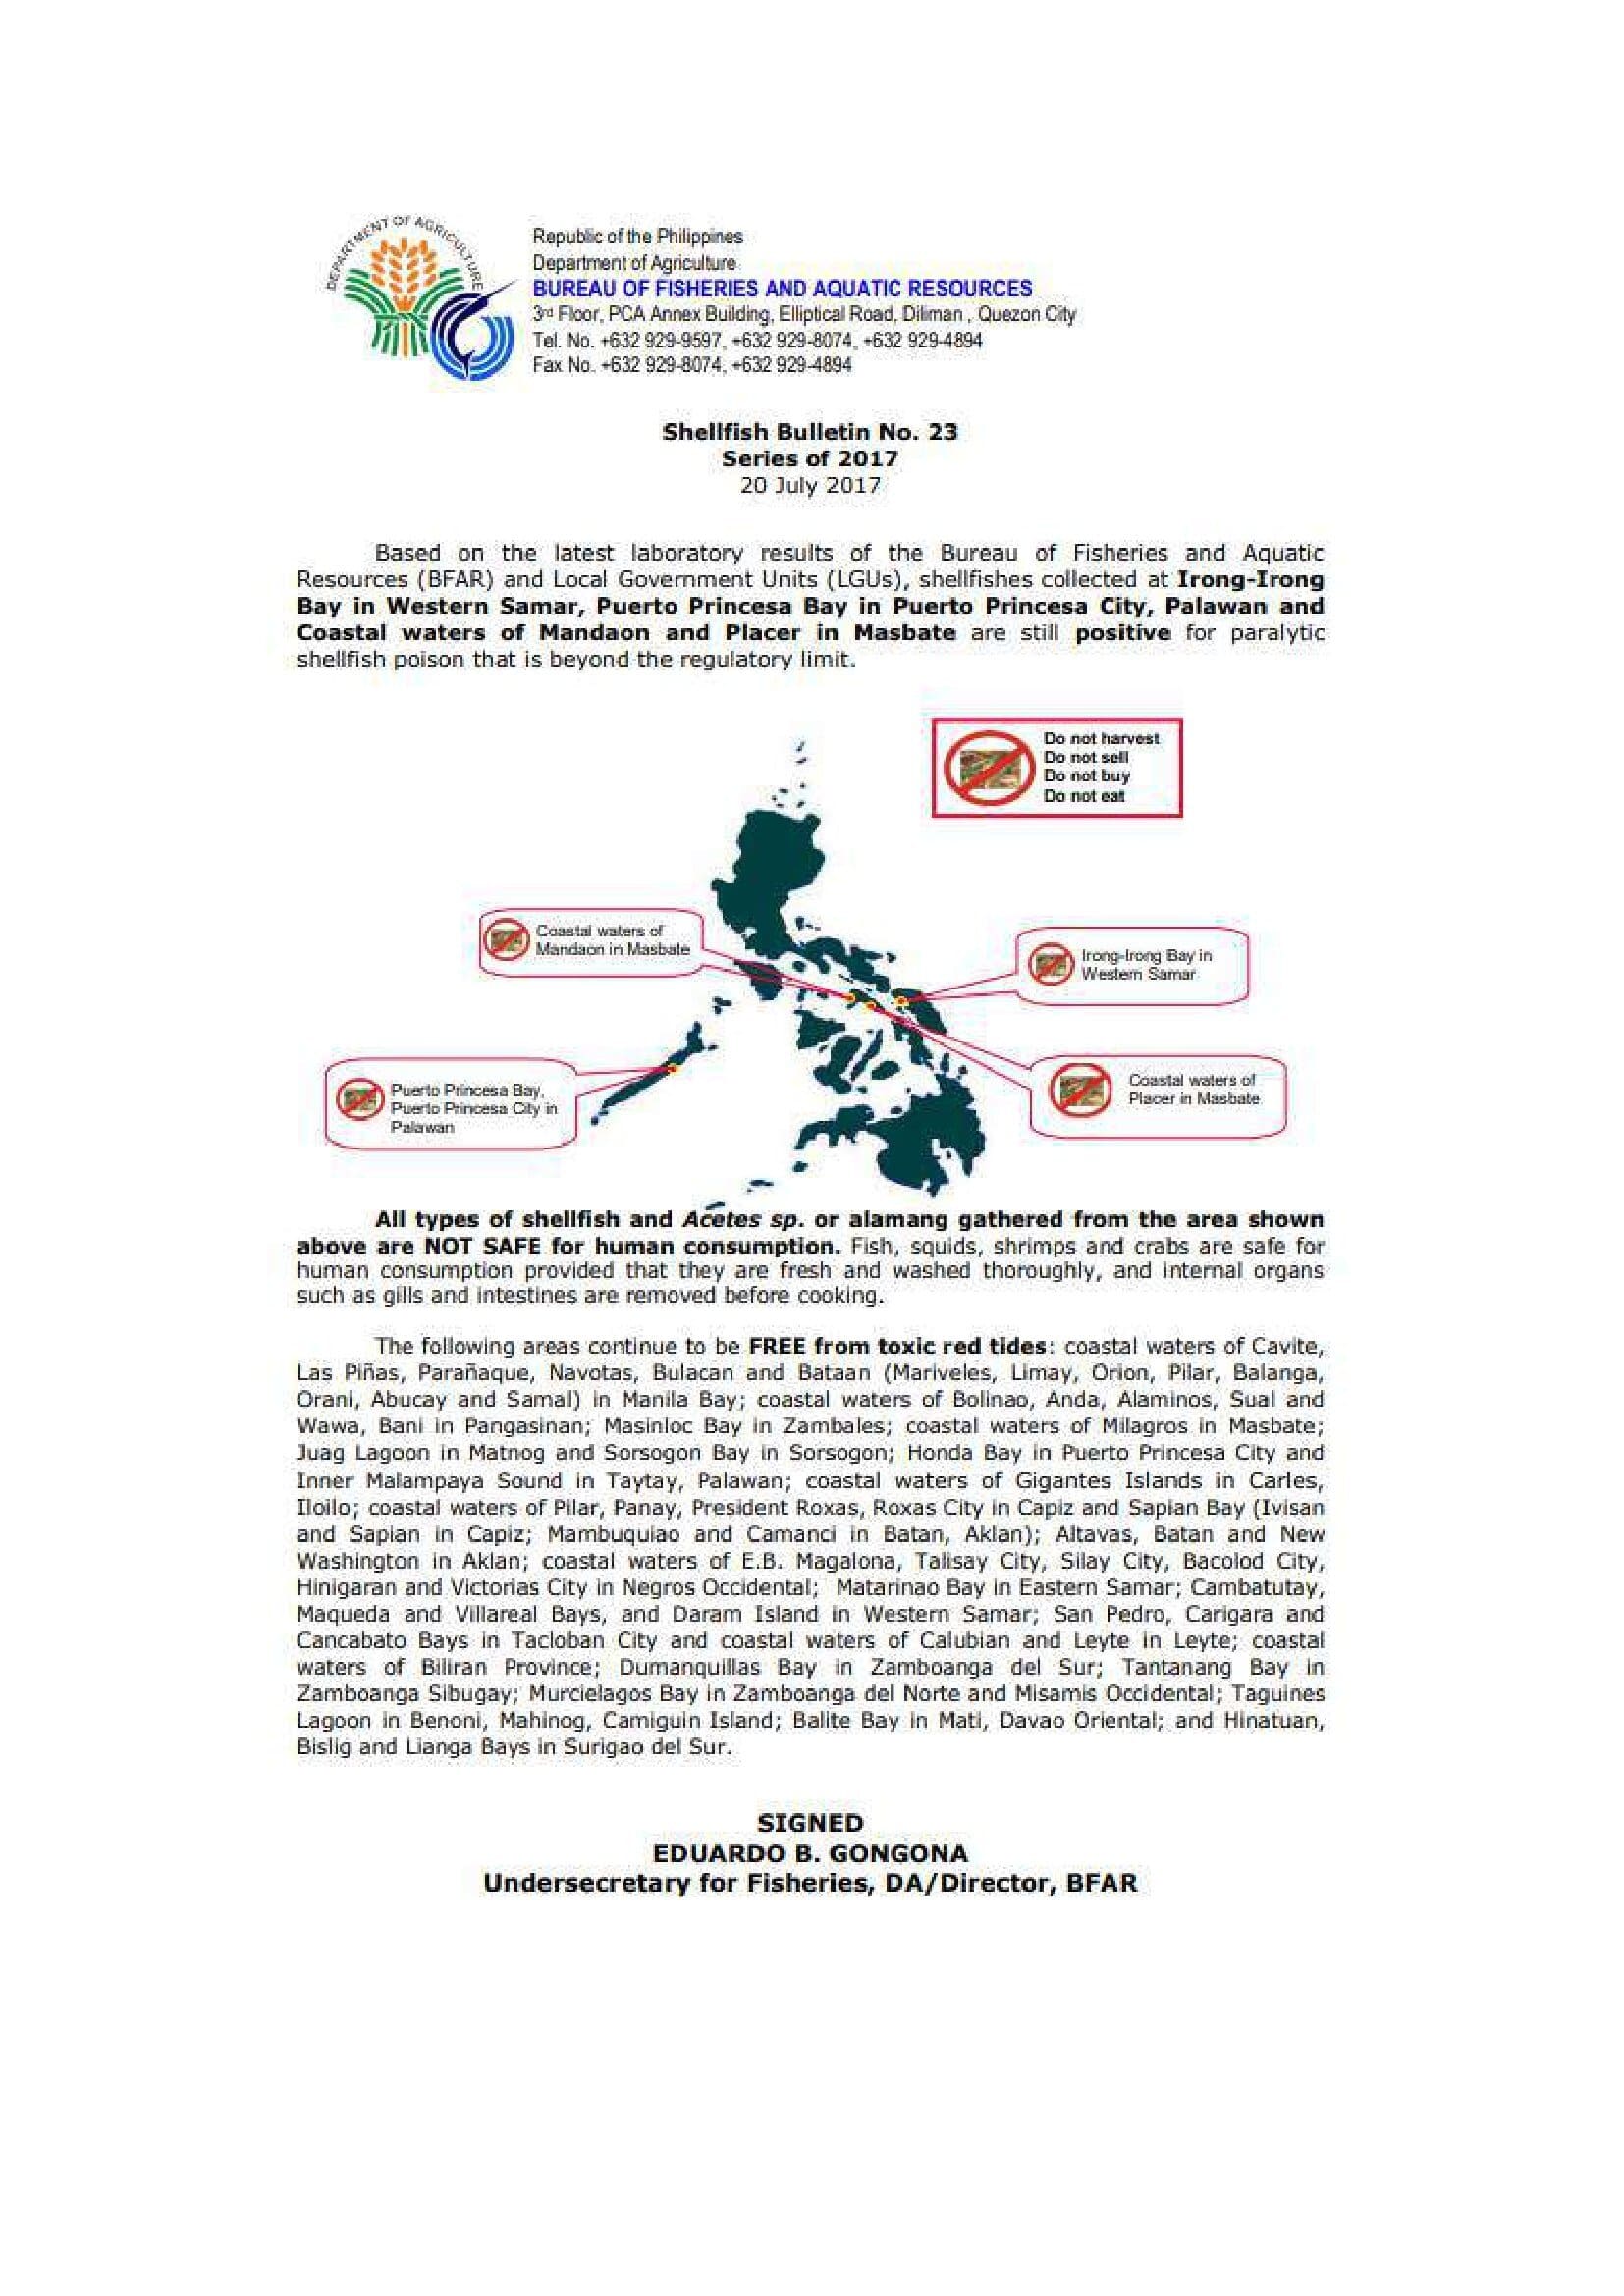 DEPARTMENT OF AGRICULTURE
Republic of the Philippines
Department of Agriculture
BUREAU OF FISHERIES AND AQUATIC RESOURCES
3rd Floor, PCA Annex Building, Elliptical Road, Diliman , Quezon City
Tel. No. +632 929-9597, +632 929-8074, +632 929-4894
Fax No. +632 929-8074, +632 929-4894
Shellfish Bulletin No. 23
Series of 2017
20 July 2017
Based on the latest laboratory results of the Bureau of Fisheries and Aquatic
Resources (BFAR) and Local Government Units (LGUs), shellfishes collected at Irong-Irong
Bay in Western Samar, Puerto Princesa Bay in Puerto Princesa City, Palawan and
Coastal waters of Mandaon and Placer in Masbate are still positive for paralytic
shellfish poison that is beyond the regulatory limit.
Do not harvest
Do not sell
Do not buy
Do not eat
Coastal waters of
Mandaon in Masbate
Irong-Irong Bay in
Western Samar
Puerto Princesa Bay,
Puerto Princesa City in
Palawan
Coastal waters of
Placer in Masbate
All types of shellfish and Acetes sp. or alamang gathered from the area shown
above are NOT SAFE for human consumption. Fish, squids, shrimps and crabs are safe for
human consumption provided that they are fresh and washed thoroughly, and internal organs
such as gills and intestines are removed before cooking.
The following areas continue to be FREE from toxic red tides: coastal waters of Cavite,
Las Piñas, Parañaque, Navotas, Bulacan and Bataan (Mariveles, Limay, Orion, Pilar, Balanga,
Orani, Abucay and Samal) in Manila Bay; coastal waters of Bolinao, Anda, Alaminos, Sual and
Wawa, Bani in Pangasinan; Masinloc Bay in Zambales; coastal waters of Milagros in Masbate;
Juag Lagoon in Matnog and Sorsogon Bay in Sorsogon; Honda Bay in Puerto Princesa City and
Inner Malampaya Sound in Taytay, Palawan; coastal waters of Gigantes Islands in Carles,
Iloilo; coastal waters of Pilar, Panay, President Roxas, Roxas City in Capiz and Sapian Bay (Ivisan
and Sapian in Capiz; Mambuquiao and Camanci in Batan, Aklan); Altavas, Batan and New
Washington in Aklan; coastal waters of E.B. Magalona, Talisay City, Silay City, Bacolod City,
Hinigaran and Victorias City in Negros Occidental; Matarinao Bay in Eastern Samar; Cambatutay,
Maqueda and Villareal Bays, and Daram Island in Western Samar; San Pedro, Carigara and
Cancabato Bays in Tacloban City and coastal waters of Calubian and Leyte in Leyte; coastal
waters of Biliran Province; Dumanquillas Bay in Zamboanga del Sur; Tantanang Bay in
Zamboanga Sibugay; Murcielagos Bay in Zamboanga del Norte and Misamis Occidental; Taguines
Lagoon in Benoni, Mahinog, Camiguin Island; Balite Bay in Mati, Davao Oriental; and Hinatuan,
Bislig and Lianga Bays in Surigao del Sur.
SIGNED
EDUARDO B. GONGONA
Undersecretary for Fisheries, DA/Director, BFAR